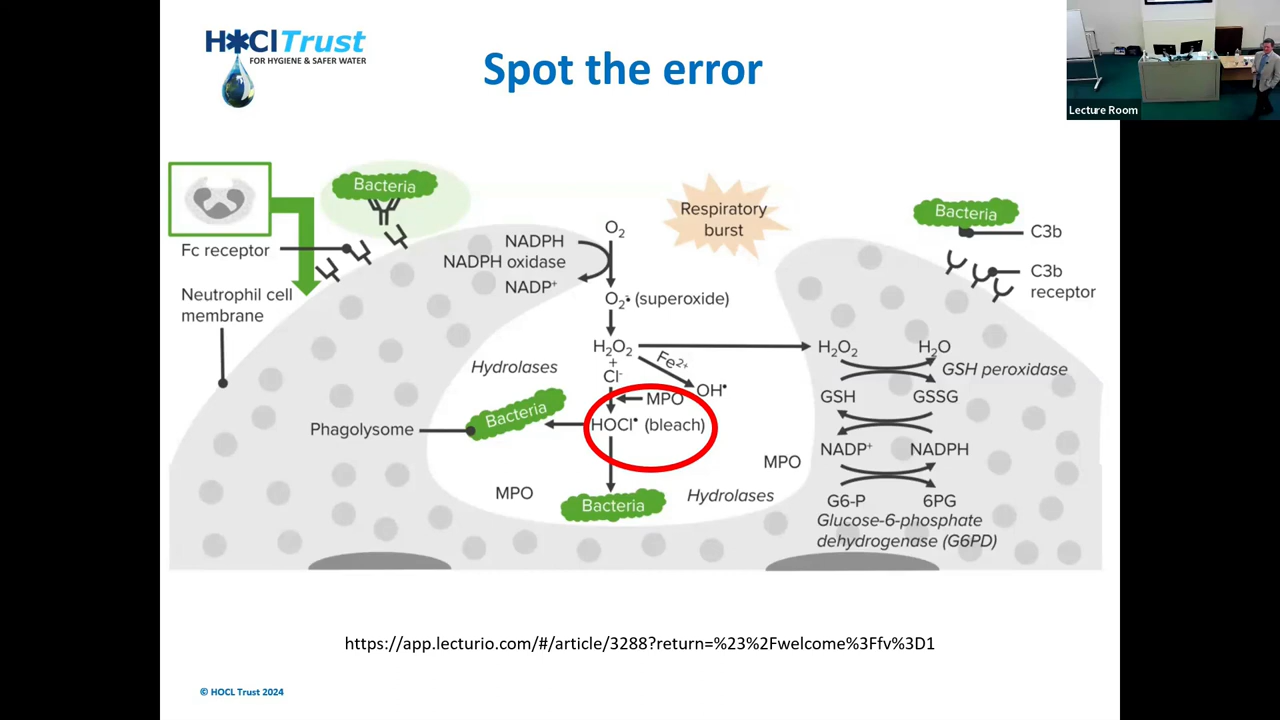 H*Cl Trust
FOR HYGIENE & SAFER WATER
Spot the error
Lecture Room
Bacteria
Fc receptor
Neutrophil cell
membrane
NADPH
NADPH oxidase
NADP⁺
O₂
O₂•⁻ (superoxide)
Respiratory
burst
Bacteria
C3b
C3b
receptor
H₂O₂
+
Cl⁻
Fe²⁺
OH•
MPO
HOCl• (bleach)
Hydrolases
Bacteria
Phagolysome
MPO
Bacteria
Hydrolases
MPO
H₂O₂
H₂O
GSH peroxidase
GSH
GSSG
NADP⁺
NADPH
G6-P
6PG
Glucose-6-phosphate
dehydrogenase (G6PD)
https://app.lecturio.com/#/article/3288?return=%23%2Fwelcome%3Ffv%3D1
© HOCL Trust 2024